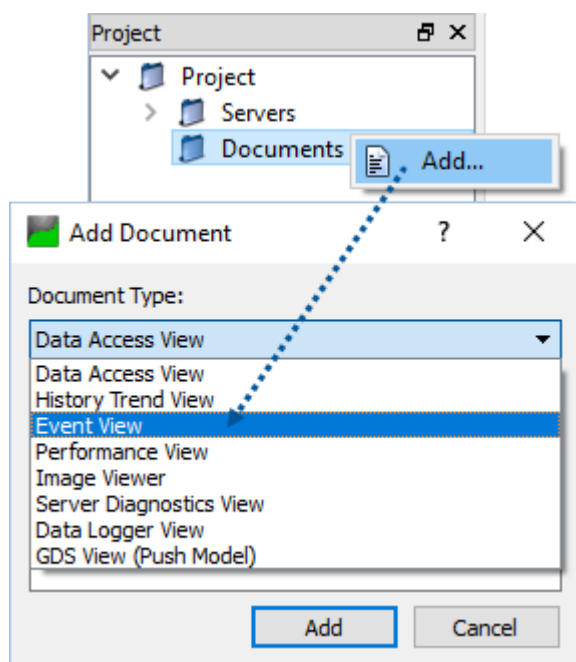 Project
Project
Servers
Documents
Add...
Add Document
?
Document Type:
Data Access View
Data Access View
History Trend View
Event View
Performance View
Image Viewer
Server Diagnostics View
Data Logger View
GDS View (Push Model)
Add
Cancel